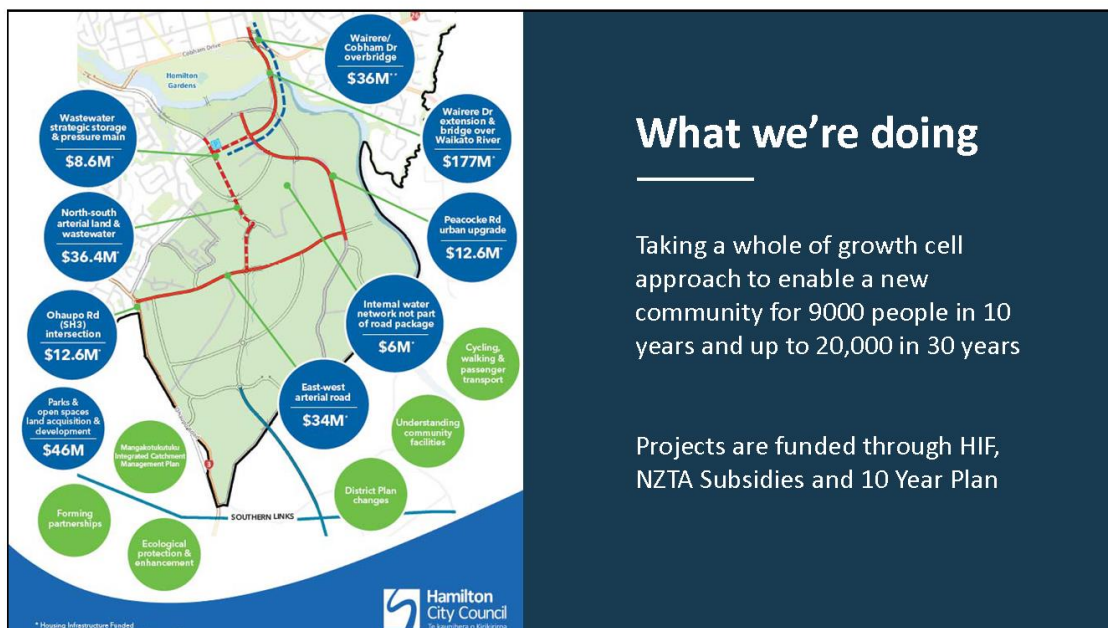 Cobham Drive
26
Hamilton
Gardens
Wairere/
Cobham Dr
overbridge
$36M**
Wastewater
strategic storage
& pressure main
$8.6M*
Wairere Dr
extension &
bridge over
Waikato River
$177M*
North-south
arterial land &
wastewater
$36.4M*
Peacocke Rd
urban upgrade
$12.6M*
Ohaupo Rd
(SH3)
intersection
$12.6M*
Internal water
network not part
of road package
$6M*
Cycling,
walking &
passenger
transport
East-west
arterial road
$34M*
Parks &
open spaces
land acquisition &
development
$46M
Understanding
community
facilities
Mangakotukutuku
Integrated Catchment
Management Plan
3
District Plan
changes
Forming
partnerships
SOUTHERN LINKS
Ecological
protection &
enhancement
* Housing Infrastructure Funded
Hamilton
City Council
Te kaunihera o Kirikiriroa
What we're doing
Taking a whole of growth cell
approach to enable a new
community for 9000 people in 10
years and up to 20,000 in 30 years
Projects are funded through HIF,
NZTA Subsidies and 10 Year Plan